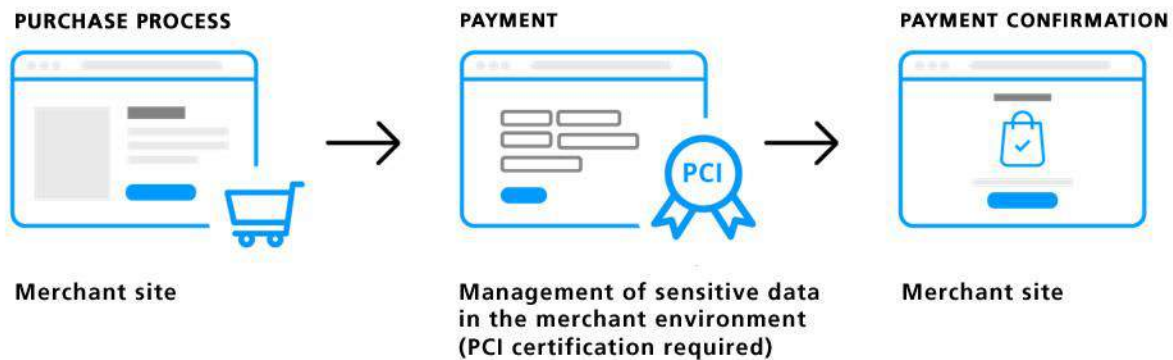 PURCHASE PROCESS
PAYMENT
PAYMENT CONFIRMATION
PCI
Merchant site
Management of sensitive data
in the merchant environment
(PCI certification required)
Merchant site